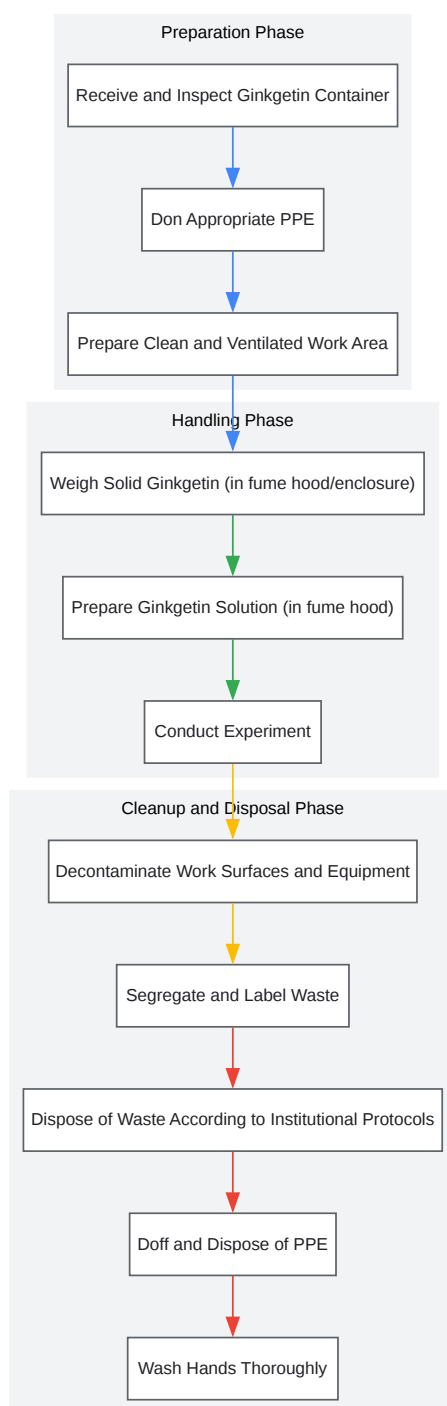 Preparation Phase
Receive and Inspect Ginkgetin Container
Don Appropriate PPE
Prepare Clean and Ventilated Work Area
Handling Phase
Weigh Solid Ginkgetin (in fume hood/enclosure)
Prepare Ginkgetin Solution (in fume hood)
Conduct Experiment
Cleanup and Disposal Phase
Decontaminate Work Surfaces and Equipment
Segregate and Label Waste
Dispose of Waste According to Institutional Protocols
Doff and Dispose of PPE
Wash Hands Thoroughly